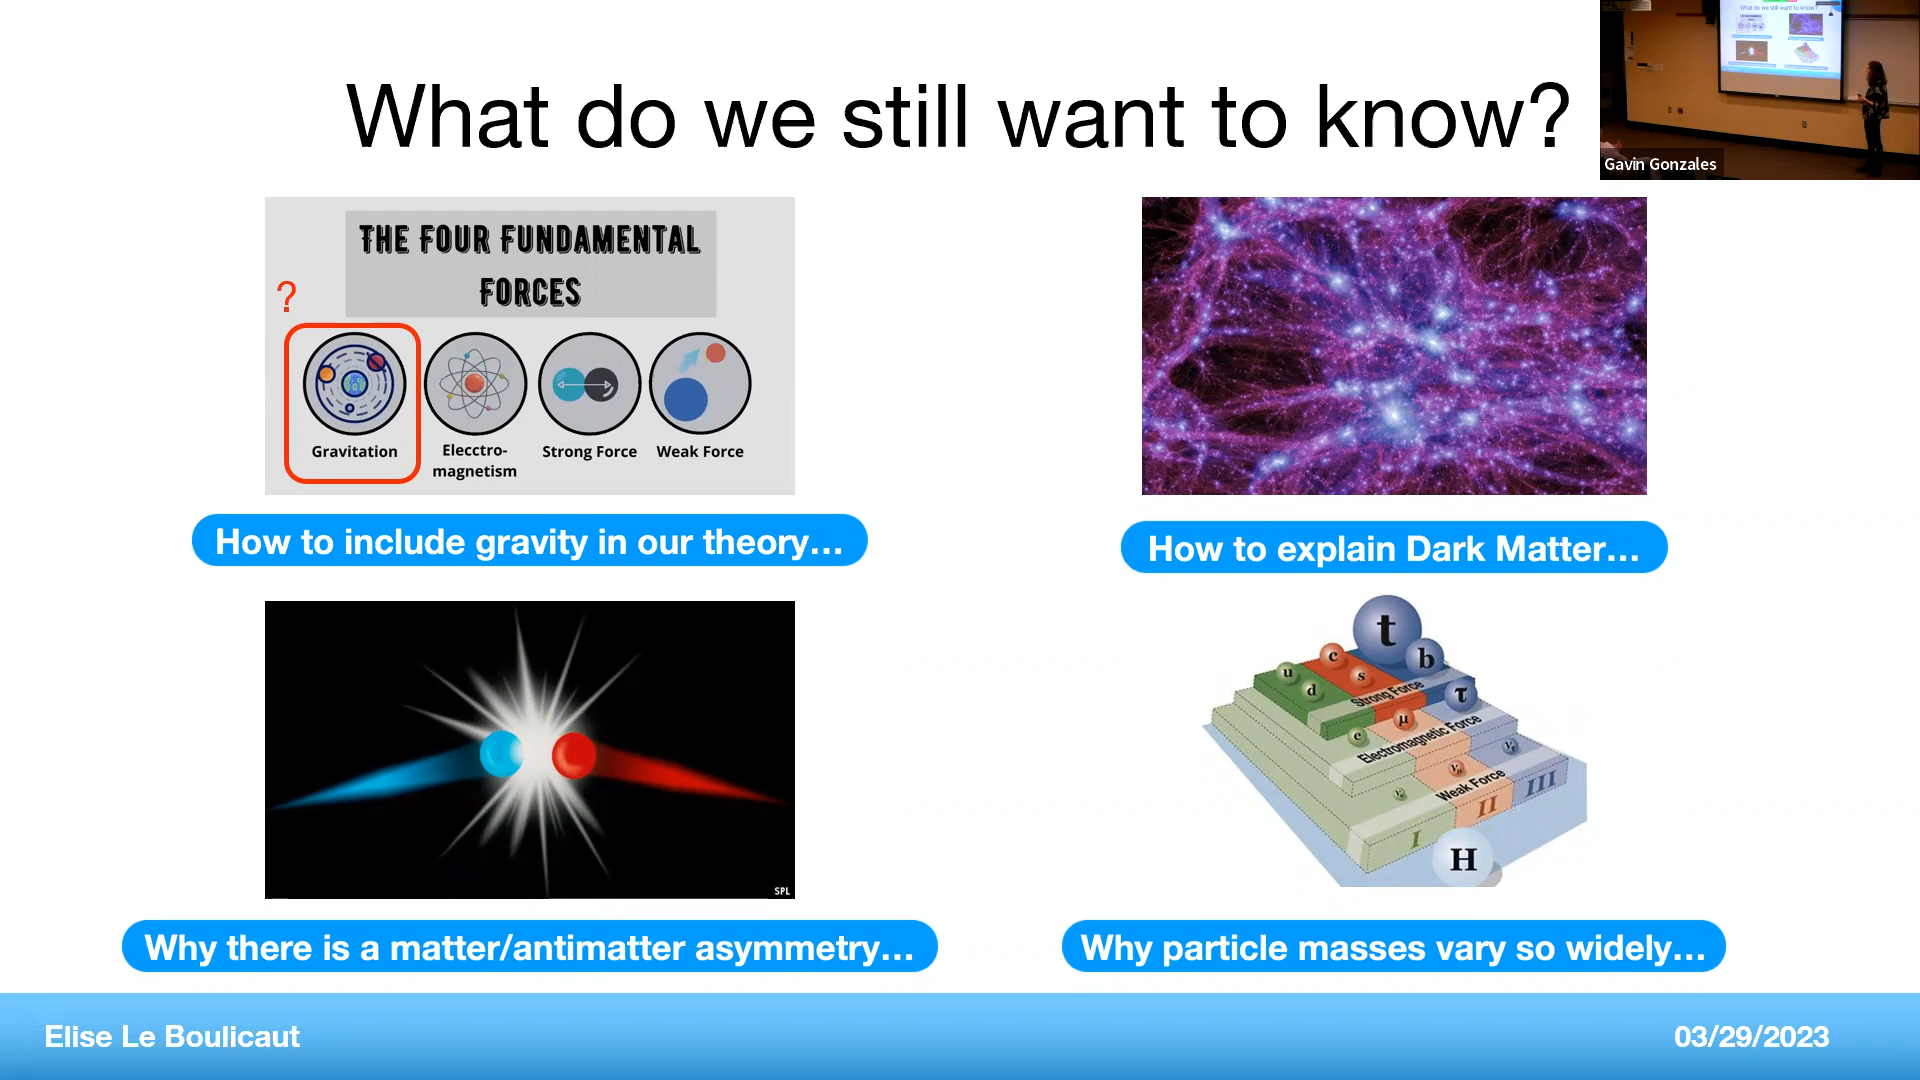 What do we still want to know?
Gavin Gonzales
THE FOUR FUNDAMENTAL
FORCES
?
Gravitation
Elecctro-
magnetism
Strong Force
Weak Force
How to include gravity in our theory...
How to explain Dark Matter...
SPL
t
b
c
u
s
d
Strong Force
τ
μ
e
Electromagnetic Force
Weak Force
I
II
III
H
Why there is a matter/antimatter asymmetry...
Why particle masses vary so widely...
Elise Le Boulicaut
03/29/2023